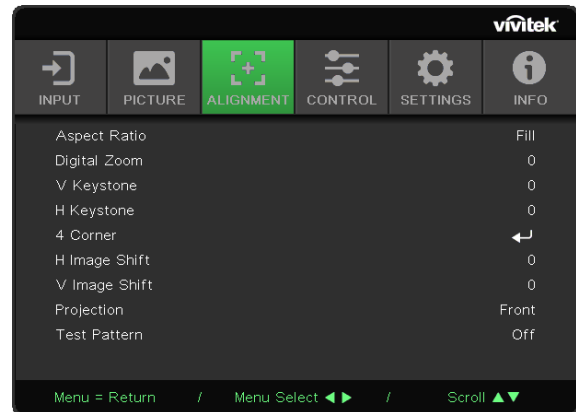 vivitek
INPUT PICTURE ALIGNMENT CONTROL SETTINGS INFO
Aspect Ratio Fill
Digital Zoom 0
V Keystone 0
H Keystone 0
4 Corner
H Image Shift 0
V Image Shift 0
Projection Front
Test Pattern Off
Menu = Return / Menu Select ◀ ▶ / Scroll ▲▼